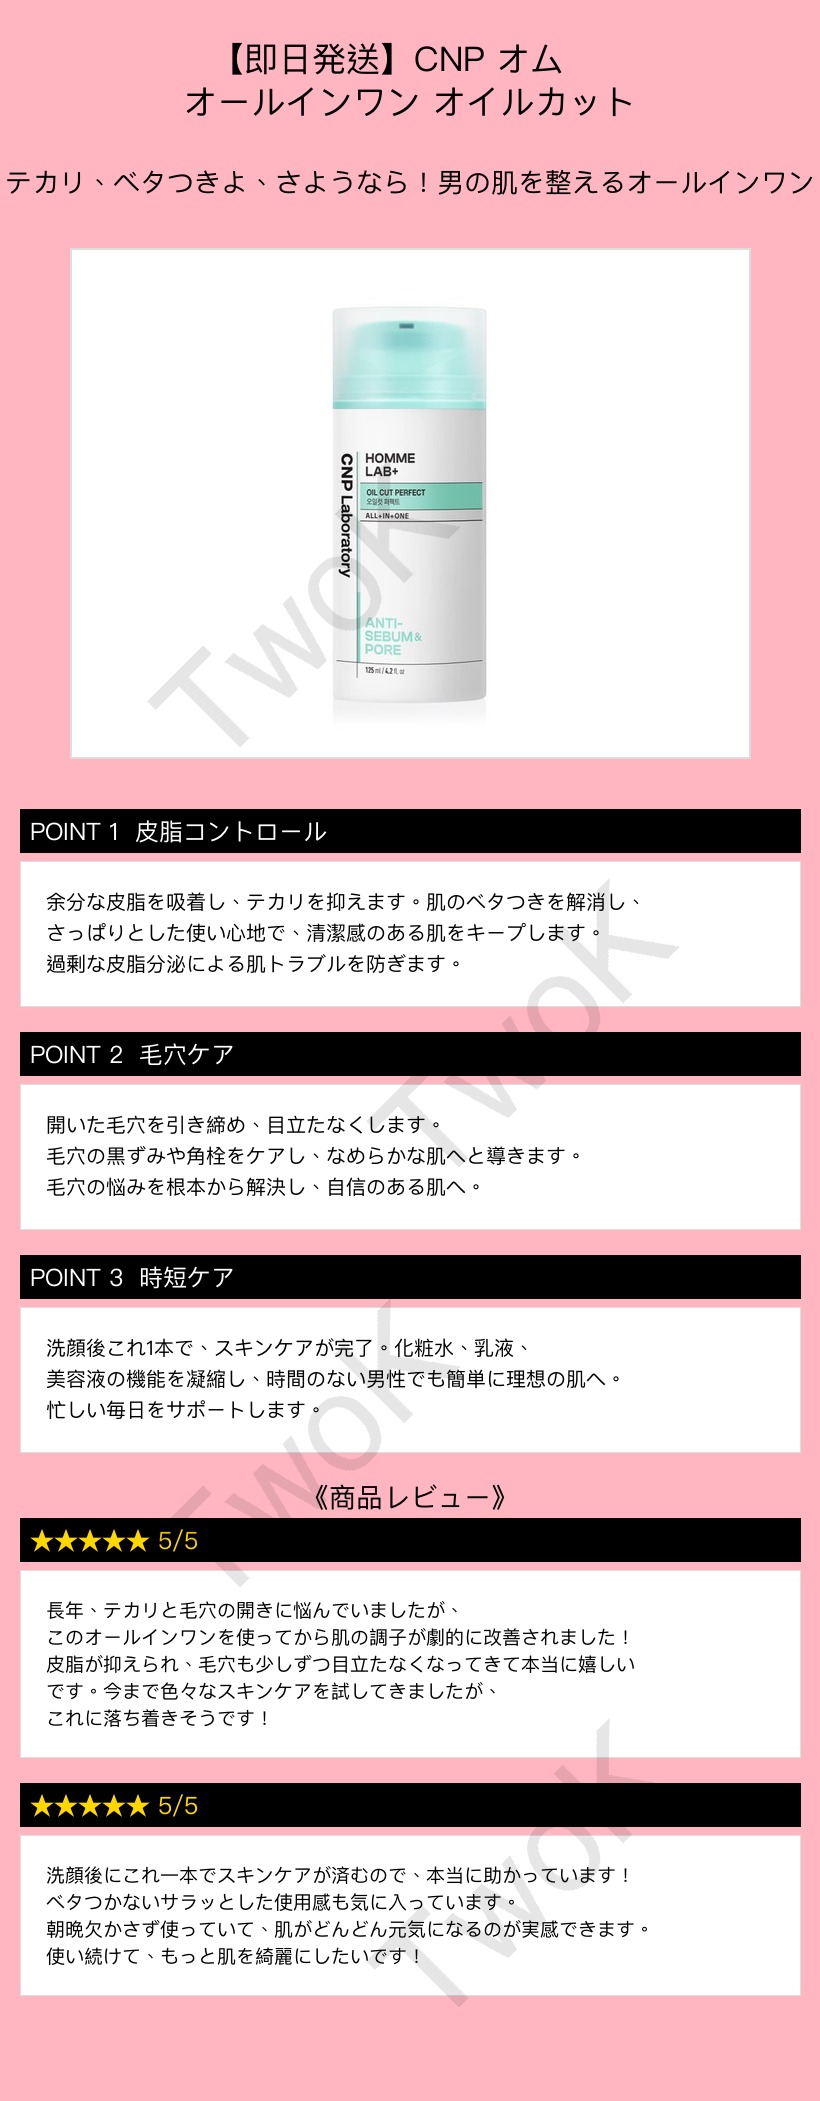 【即日発送】CNP オム
オールインワン オイルカット
テカリ、ベタつきよ、さようなら！男の肌を整えるオールインワン
CNP Laboratory
HOMME
LAB+
OIL CUT PERFECT
오일컷 퍼펙트
ALL+IN+ONE
ANTI-
SEBUM&
PORE
125 ml / 4.2 fl. oz
TwoK
POINT 1 皮脂コントロール
余分な皮脂を吸着し、テカリを抑えます。肌のベタつきを解消し、
さっぱりとした使い心地で、清潔感のある肌をキープします。
過剰な皮脂分泌による肌トラブルを防ぎます。
TwoK
POINT 2 毛穴ケア
開いた毛穴を引き締め、目立たなくします。
毛穴の黒ずみや角栓をケアし、なめらかな肌へと導きます。
毛穴の悩みを根本から解決し、自信のある肌へ。
POINT 3 時短ケア
洗顔後これ1本で、スキンケアが完了。化粧水、乳液、
美容液の機能を凝縮し、時間のない男性でも簡単に理想の肌へ。
忙しい毎日をサポートします。
TwoK
《商品レビュー》
★★★★★ 5/5
長年、テカリと毛穴の開きに悩んでいましたが、
このオールインワンを使ってから肌の調子が劇的に改善されました！
皮脂が抑えられ、毛穴も少しずつ目立たなくなってきて本当に嬉しい
です。今まで色々なスキンケアを試してきましたが、
これに落ち着きそうです！
★★★★★ 5/5
洗顔後にこれ一本でスキンケアが済むので、本当に助かっています！
ベタつかないサラッとした使用感も気に入っています。
朝晩欠かさず使っていて、肌がどんどん元気になるのが実感できます。
使い続けて、もっと肌を綺麗にしたいです！
TwoK